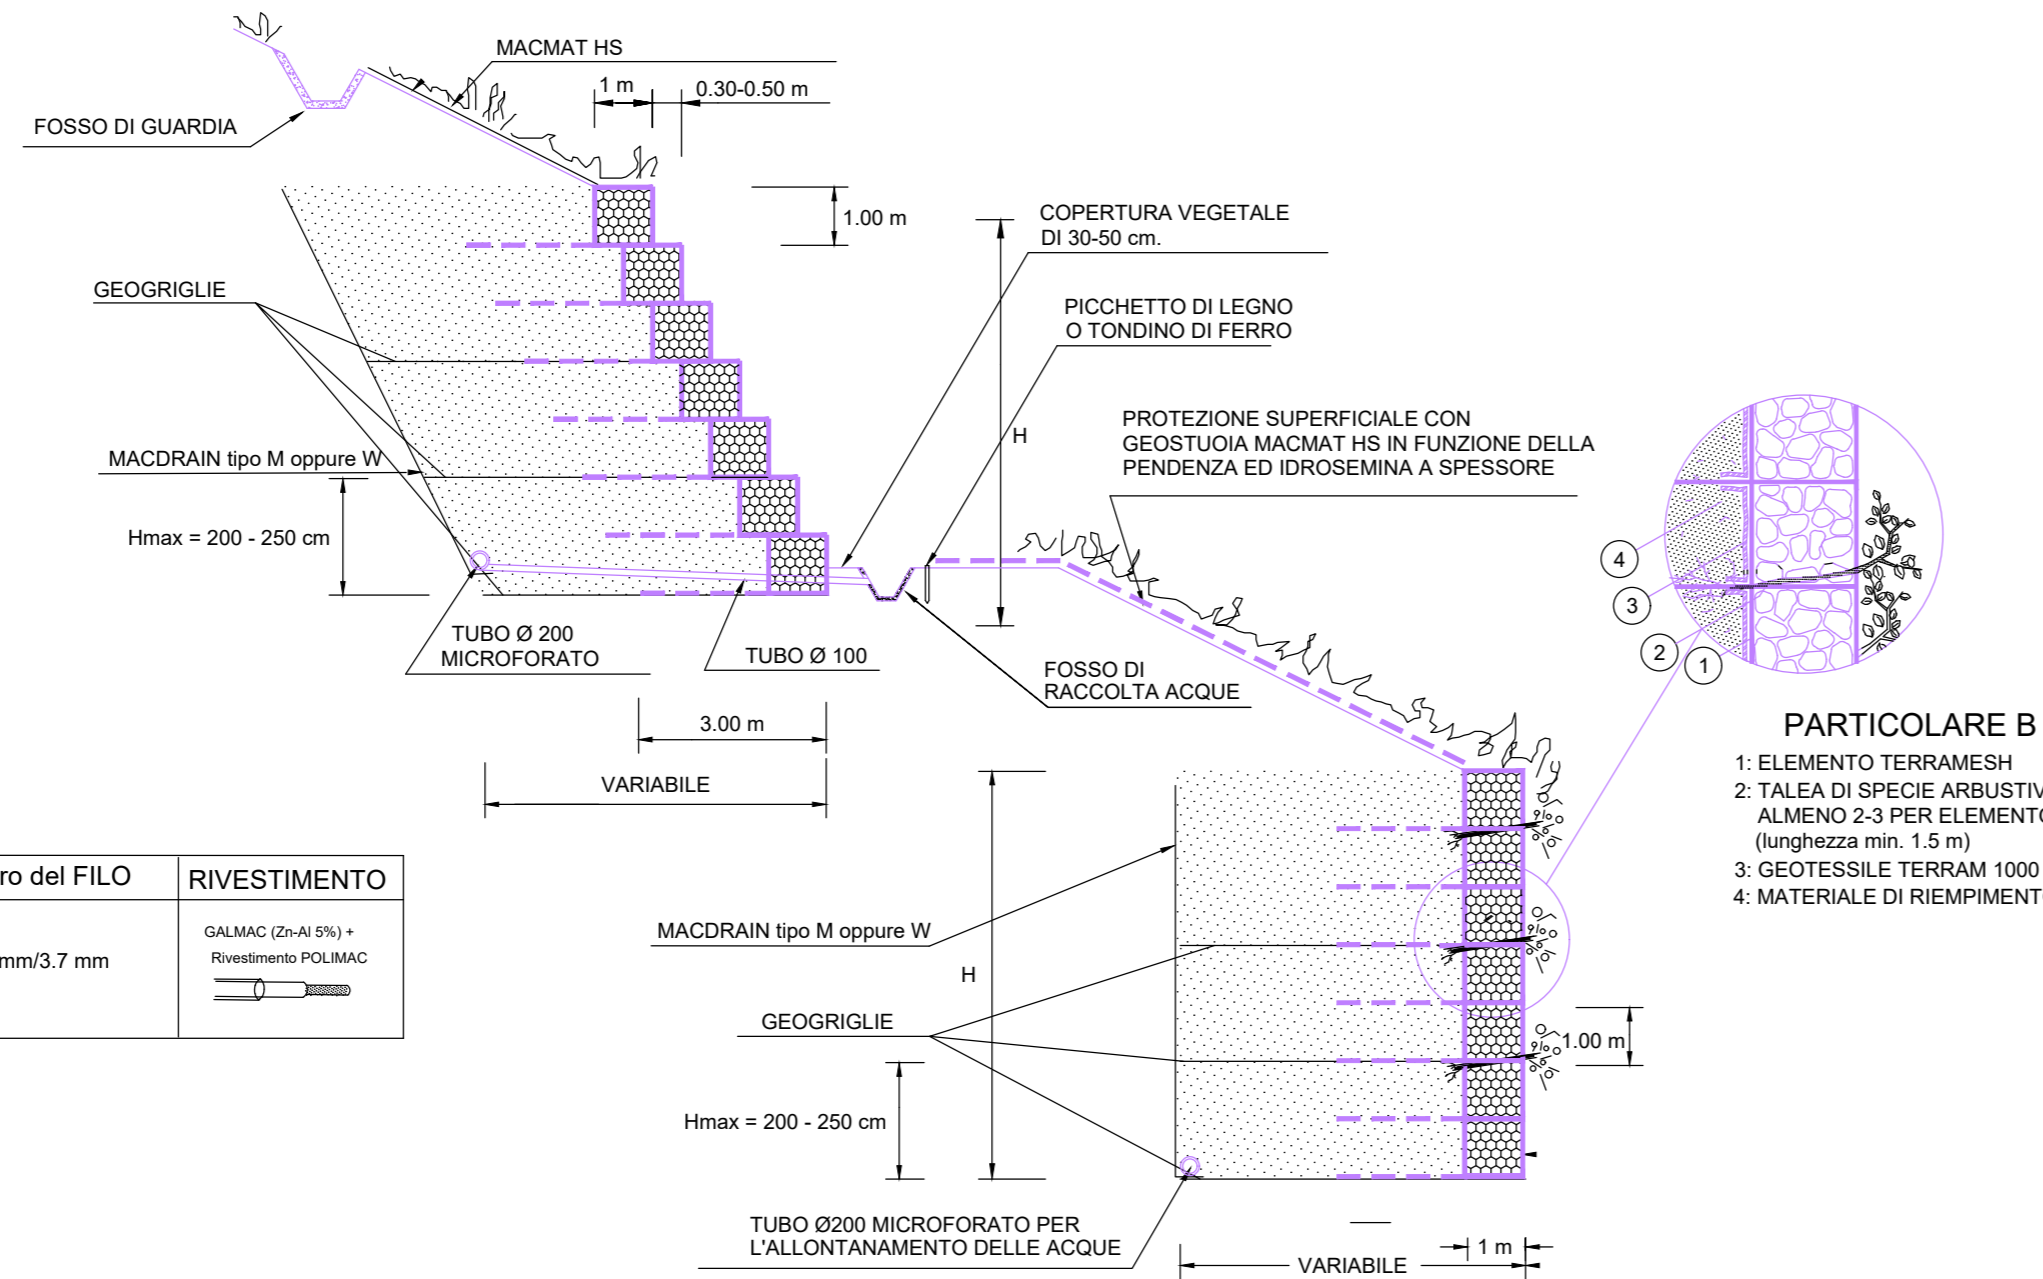 MACMAT HS
1 m
0.30-0.50 m
FOSSO DI GUARDIA
1.00 m
COPERTURA VEGETALE
DI 30-50 cm.
GEOGRIGLIE
PICCHETTO DI LEGNO
O TONDINO DI FERRO
H
PROTEZIONE SUPERFICIALE CON
GEOSTUOIA MACMAT HS IN FUNZIONE DELLA
PENDENZA ED IDROSEMINA A SPESSORE
MACDRAIN tipo M oppure W
Hmax = 200 - 250 cm
TUBO Ø 200
MICROFORATO
TUBO Ø 100
FOSSO DI
RACCOLTA ACQUE
3.00 m
VARIABILE
4
3
2
1
PARTICOLARE B
1: ELEMENTO TERRAMESH
2: TALEA DI SPECIE ARBUSTIV
ALMENO 2-3 PER ELEMENTO
(lunghezza min. 1.5 m)
3: GEOTESSILE TERRAM 1000
4: MATERIALE DI RIEMPIMENTO
ro del FILO
RIVESTIMENTO
mm/3.7 mm
GALMAC (Zn-Al 5%) +
Rivestimento POLIMAC
MACDRAIN tipo M oppure W
H
GEOGRIGLIE
1.00 m
Hmax = 200 - 250 cm
TUBO Ø200 MICROFORATO PER
L'ALLONTANAMENTO DELLE ACQUE
1 m
VARIABILE